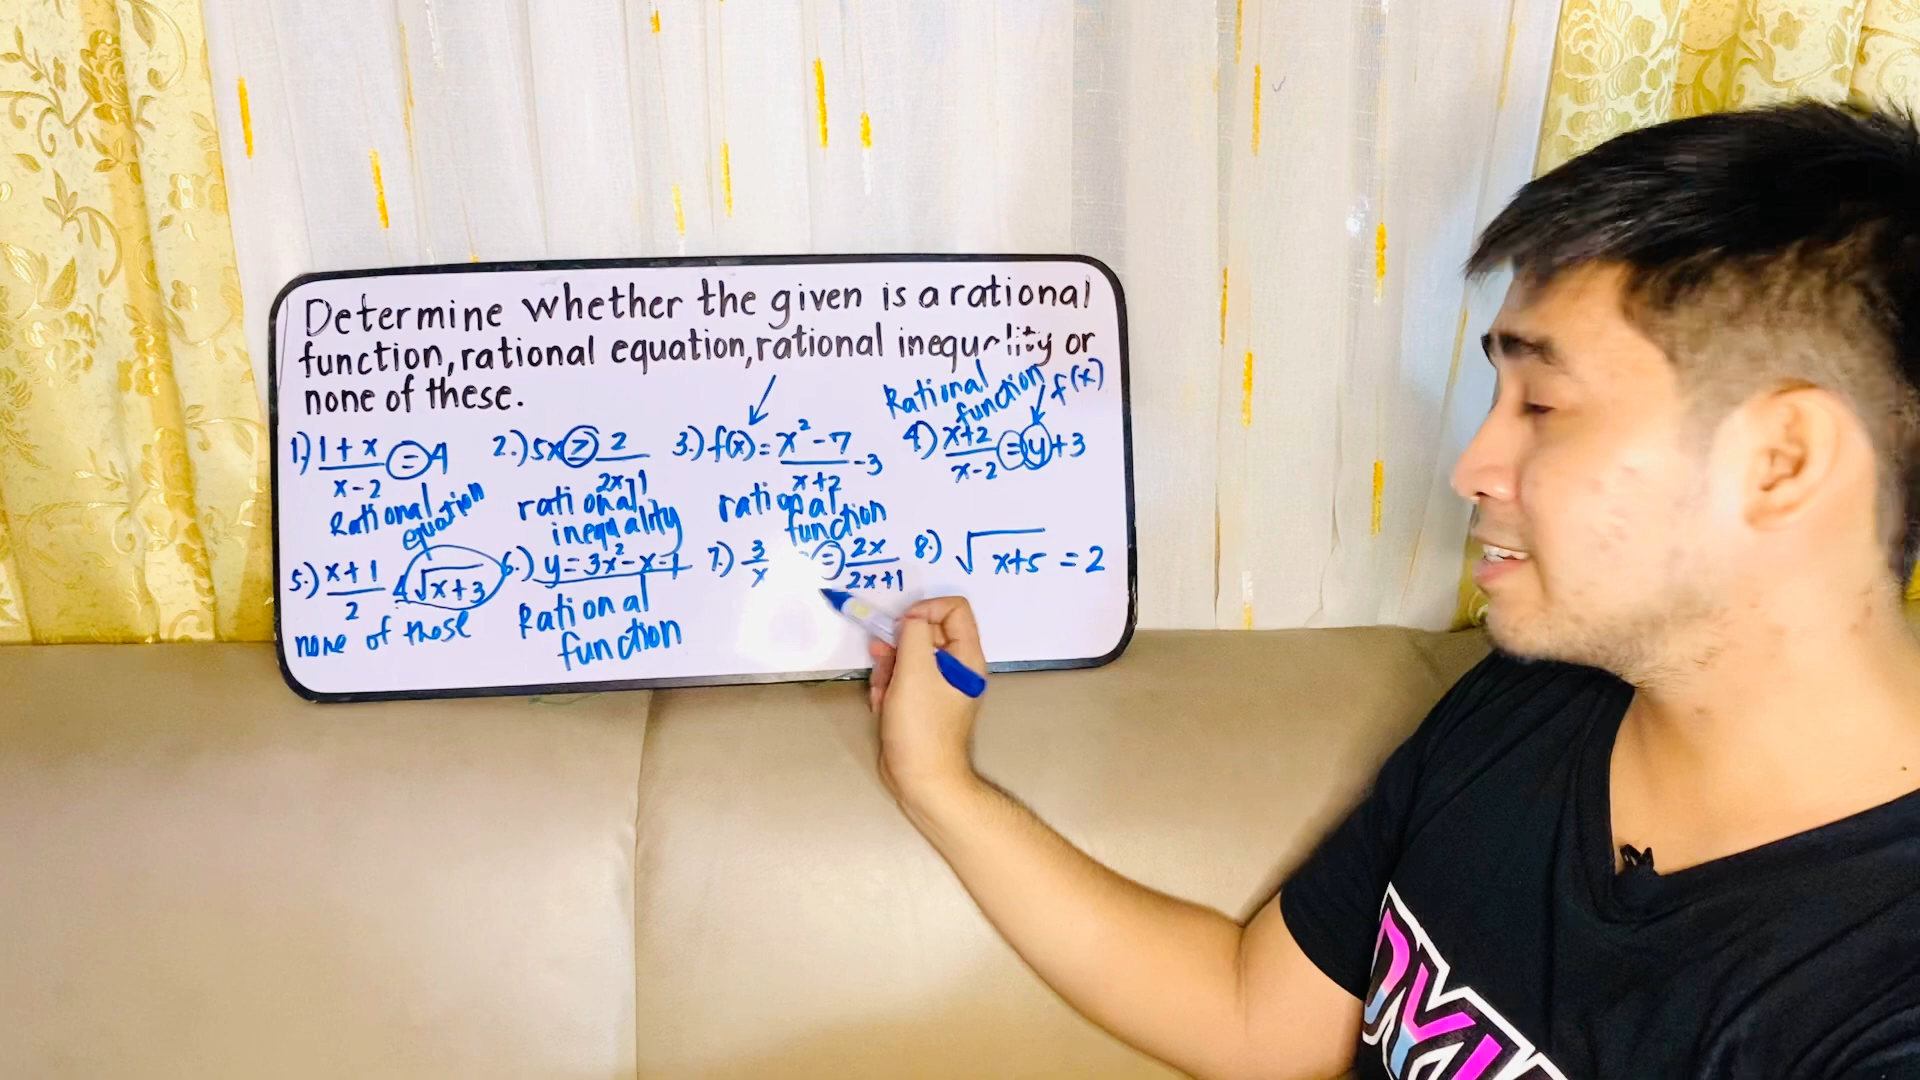 Determine whether the given is a rational
function, rational equation, rational inequality or
none of these.
1.) 1 + x / x - 2 = 4
Rational equation
2.) 5x ≥ 2 / 2x - 1
rational inequality
3.) f(x) = x² - 7 / x + 2 - 3
rational function
4.) x + 2 / x - 2 = y + 3
f(x)
Rational function
5.) x + 1 / 2 √x + 3
none of these
6.) y = 3x² - x - 1
Rational function
7.) 3 / x = 2x / 2x + 1
8.) √x+5 = 2